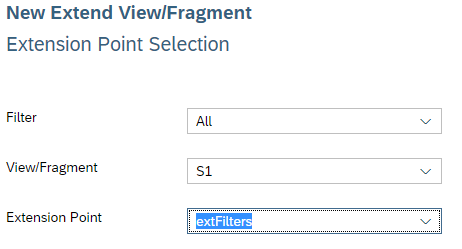 New Extend View/Fragment
Extension Point Selection
Filter
All
View/Fragment
S1
Extension Point
extFilters